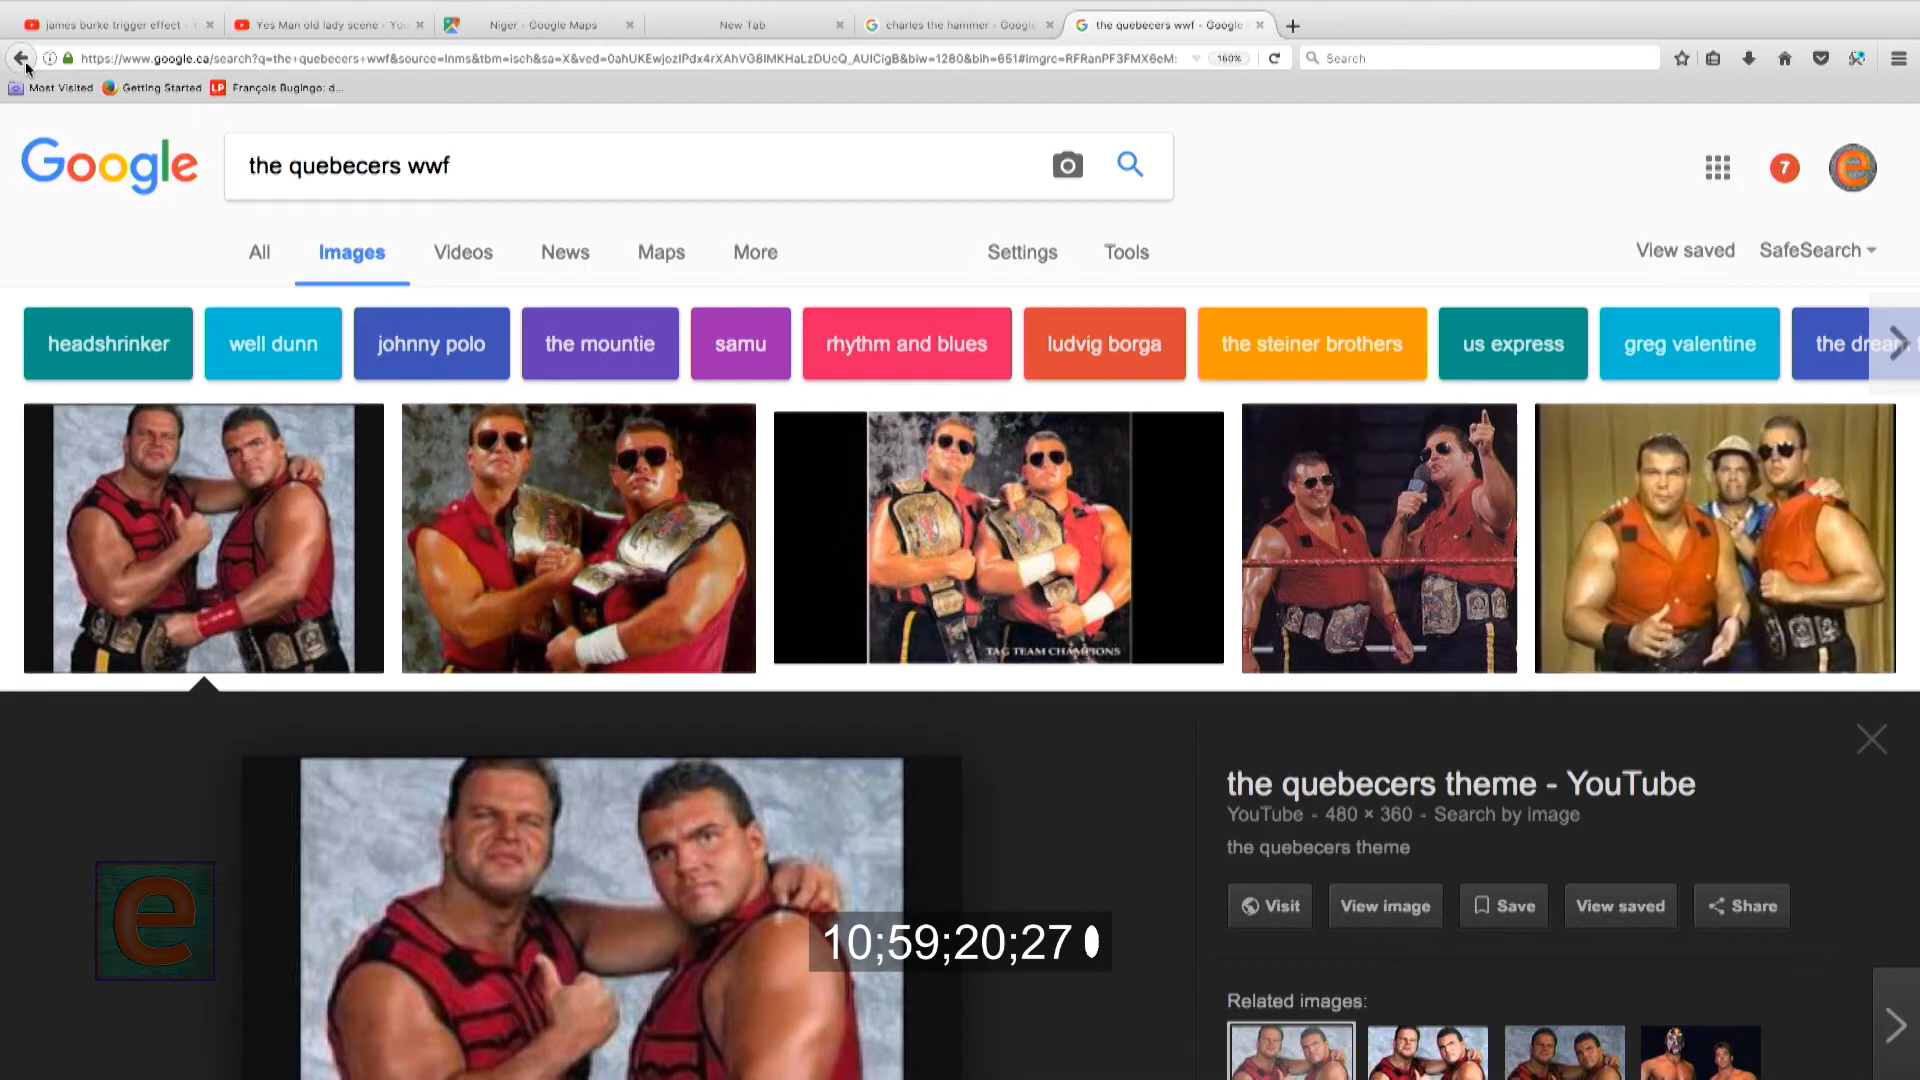 james burke trigger effect -
Yes Man old lady scene - You
Niger - Google Maps
New Tab
charles the hammer - Google
the quebecers wwf - Google
https://www.google.ca/search?q=the+quebecers+wwf&source=lnms&tbm=isch&sa=X&ved=0ahUKEwjozIPdx4rXAhVG8IMKHaLzDUcQ_AUICigB&biw=1280&bih=651#imgrc=RFRanPF3FMX6eM:
160%
Search
Most Visited
Getting Started
LP
François Bugingo: d...
Google
the quebecers wwf
7
e
All
Images
Videos
News
Maps
More
Settings
Tools
View saved
SafeSearch
headshrinker
well dunn
johnny polo
the mountie
samu
rhythm and blues
ludvig borga
the steiner brothers
us express
greg valentine
the dream
TAG TEAM CHAMPIONS
the quebecers theme - YouTube
YouTube - 480 × 360 - Search by image
the quebecers theme
Visit
View image
Save
View saved
Share
e
10;59;20;27
Related images: